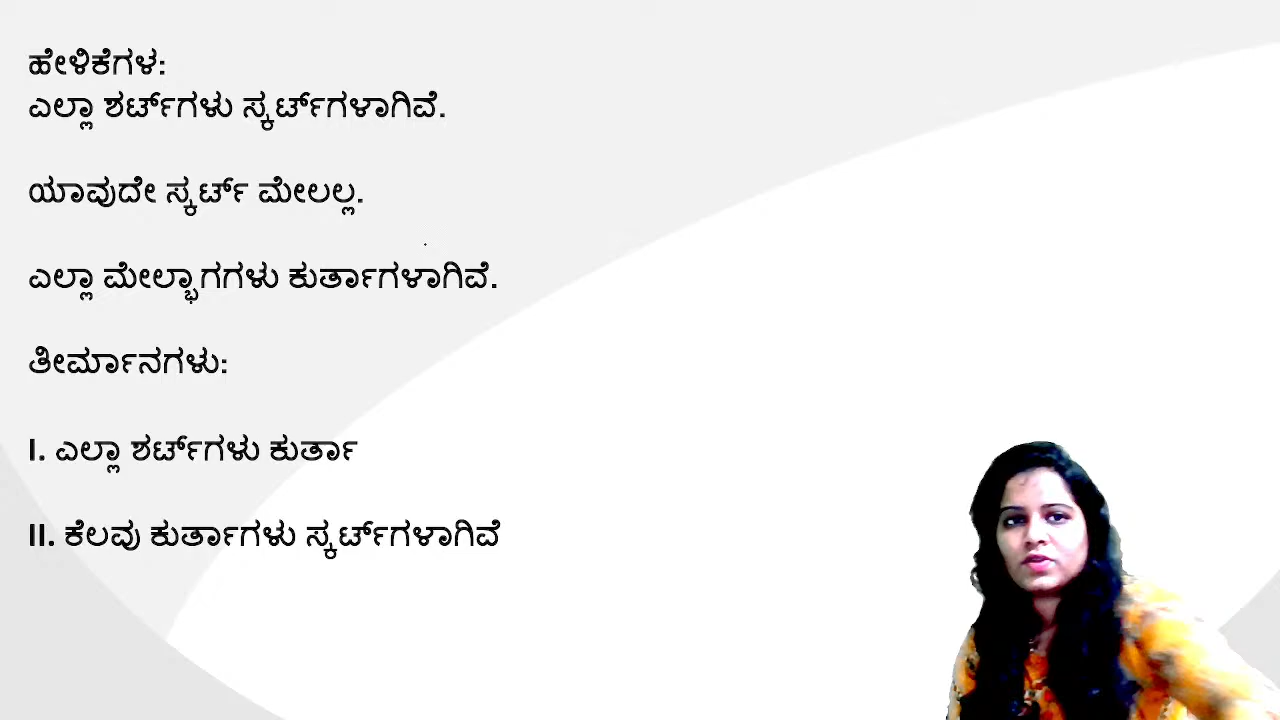 ಹೇಳಿಕೆಗಳ:
ಎಲ್ಲಾ ಶರ್ಟ್‌ಗಳು ಸ್ಕರ್ಟ್‌ಗಳಾಗಿವೆ.
ಯಾವುದೇ ಸ್ಕರ್ಟ್ ಮೇಲಲ್ಲ.
ಎಲ್ಲಾ ಮೇಲ್ಭಾಗಗಳು ಕುರ್ತಾಗಳಾಗಿವೆ.
ತೀರ್ಮಾನಗಳು:
I. ಎಲ್ಲಾ ಶರ್ಟ್‌ಗಳು ಕುರ್ತಾ
II. ಕೆಲವು ಕುರ್ತಾಗಳು ಸ್ಕರ್ಟ್‌ಗಳಾಗಿವೆ